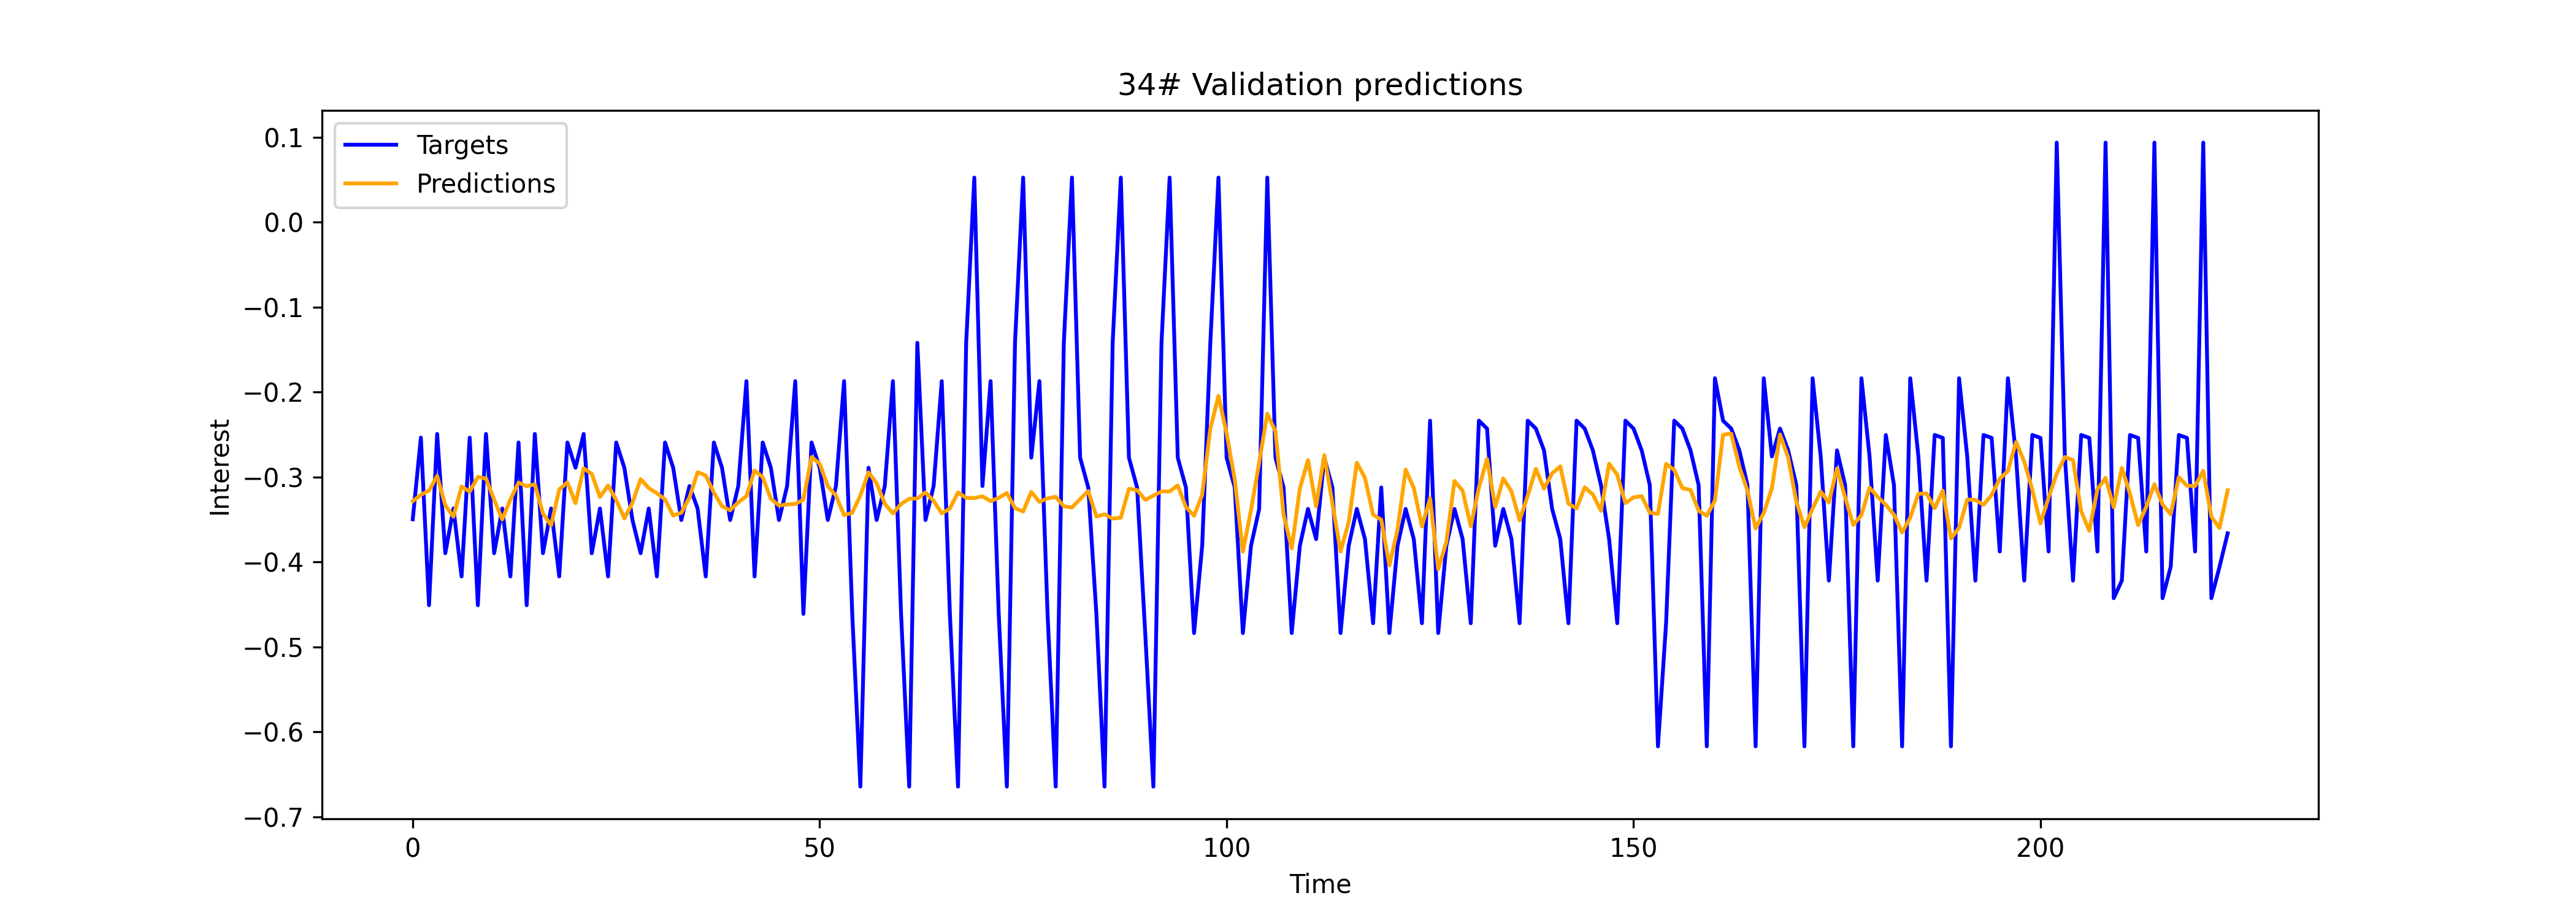 34# Validation predictions
Targets
Predictions
0.1
0.0
−0.1
−0.2
−0.3
−0.4
−0.5
−0.6
−0.7
Interest
0 50 100 150 200
Time